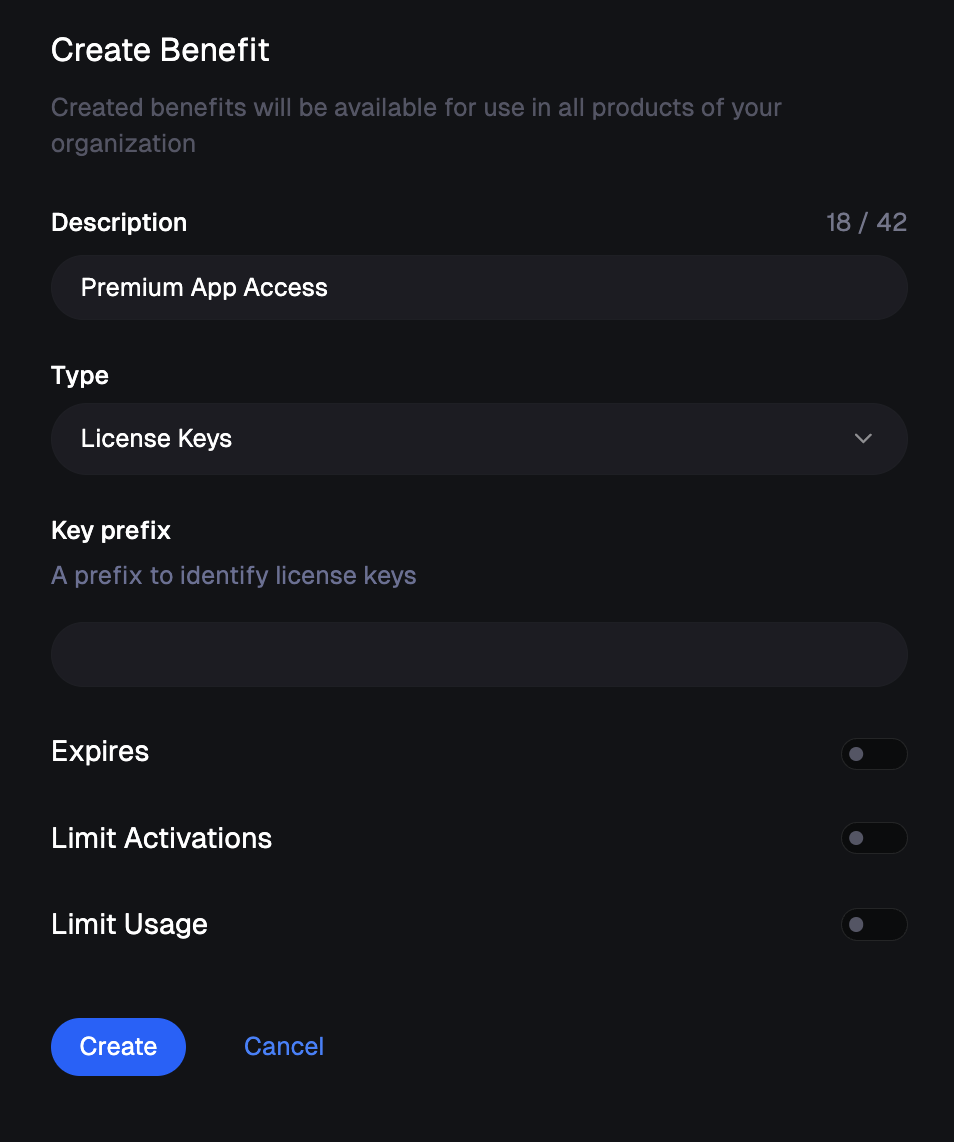 Create Benefit
Created benefits will be available for use in all products of your
organization
Description 18 / 42
Premium App Access
Type
License Keys
Key prefix
A prefix to identify license keys
Expires
Limit Activations
Limit Usage
Create Cancel